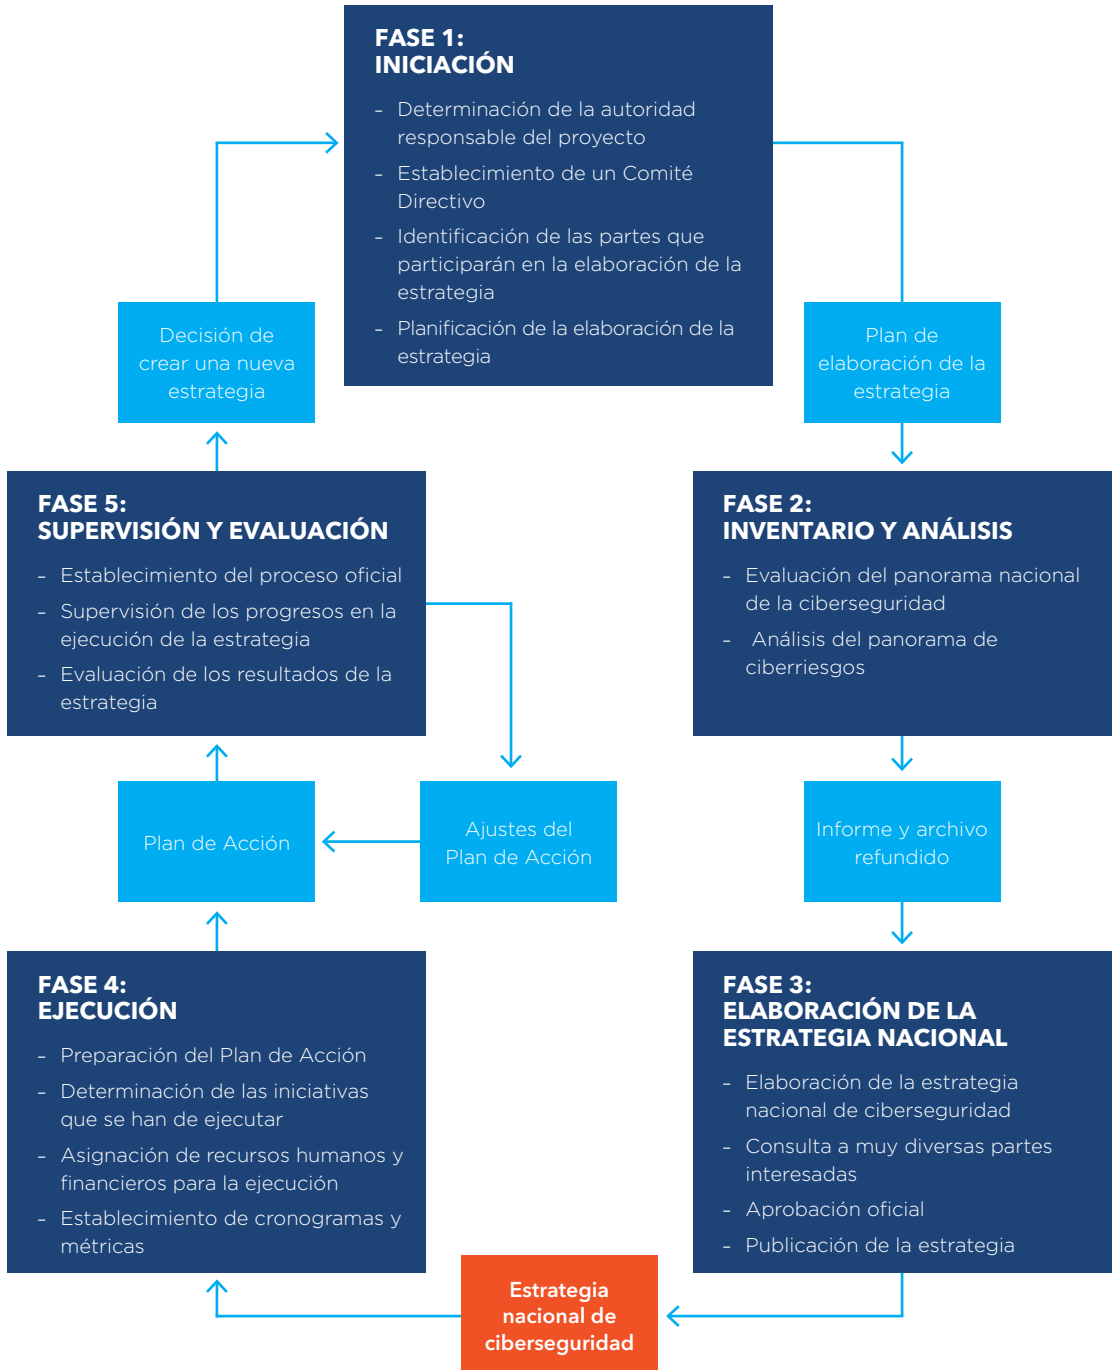 FASE 1:
INICIACIÓN
– Determinación de la autoridad
responsable del proyecto
– Establecimiento de un Comité
Directivo
– Identificación de las partes que
participarán en la elaboración de la
estrategia
– Planificación de la elaboración de la
estrategia
Decisión de
crear una nueva
estrategia
Plan de
elaboración de la
estrategia
FASE 5:
SUPERVISIÓN Y EVALUACIÓN
– Establecimiento del proceso oficial
– Supervisión de los progresos en la
ejecución de la estrategia
– Evaluación de los resultados de la
estrategia
FASE 2:
INVENTARIO Y ANÁLISIS
– Evaluación del panorama nacional
de la ciberseguridad
– Análisis del panorama de
ciberriesgos
Plan de Acción
Ajustes del
Plan de Acción
Informe y archivo
refundido
FASE 4:
EJECUCIÓN
– Preparación del Plan de Acción
– Determinación de las iniciativas
que se han de ejecutar
– Asignación de recursos humanos y
financieros para la ejecución
– Establecimiento de cronogramas y
métricas
FASE 3:
ELABORACIÓN DE LA
ESTRATEGIA NACIONAL
– Elaboración de la estrategia
nacional de ciberseguridad
– Consulta a muy diversas partes
interesadas
– Aprobación oficial
– Publicación de la estrategia
Estrategia
nacional de
ciberseguridad